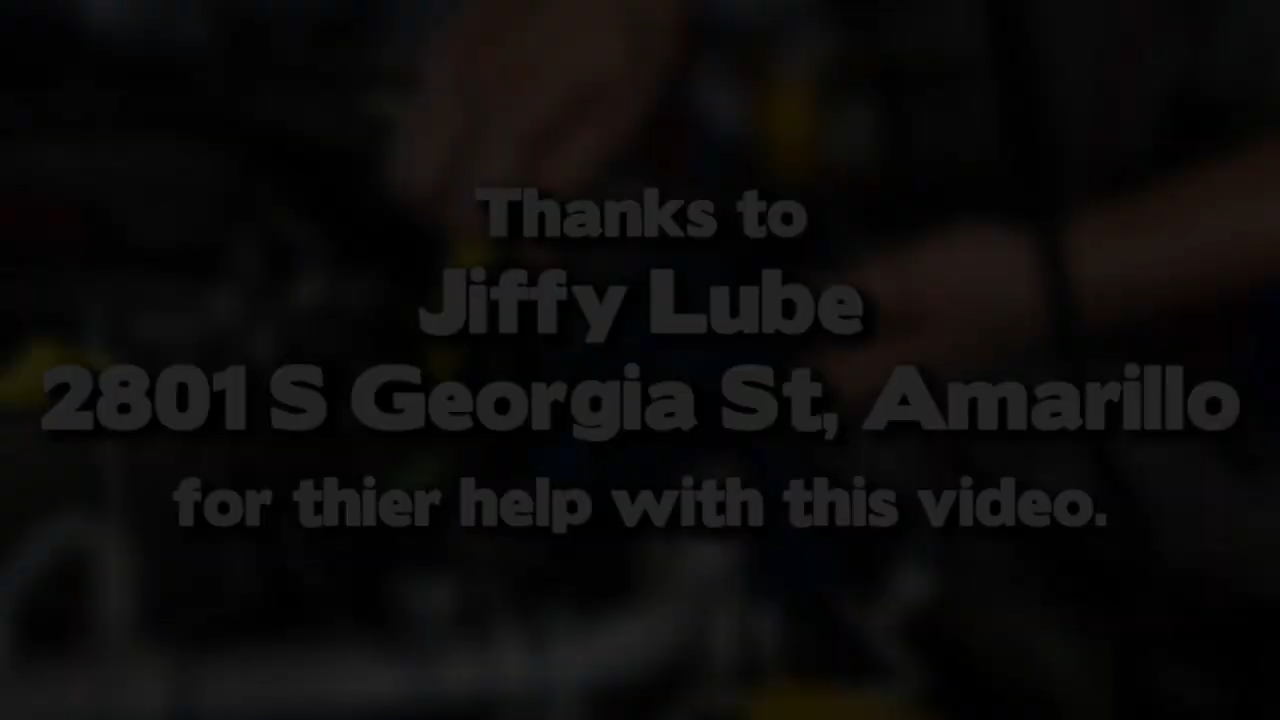 Thanks to
Jiffy Lube
2801 S Georgia St, Amarillo
for thier help with this video.